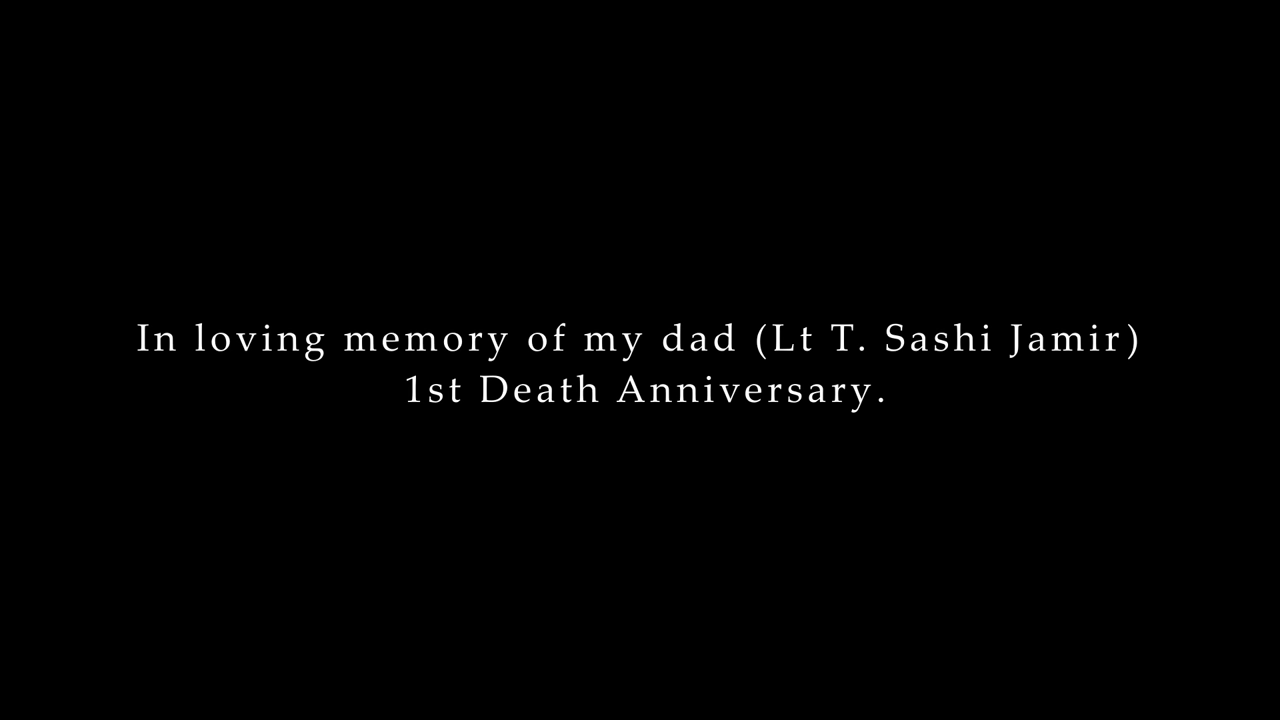 In loving memory of my dad (Lt T. Sashi Jamir)
1st Death Anniversary.